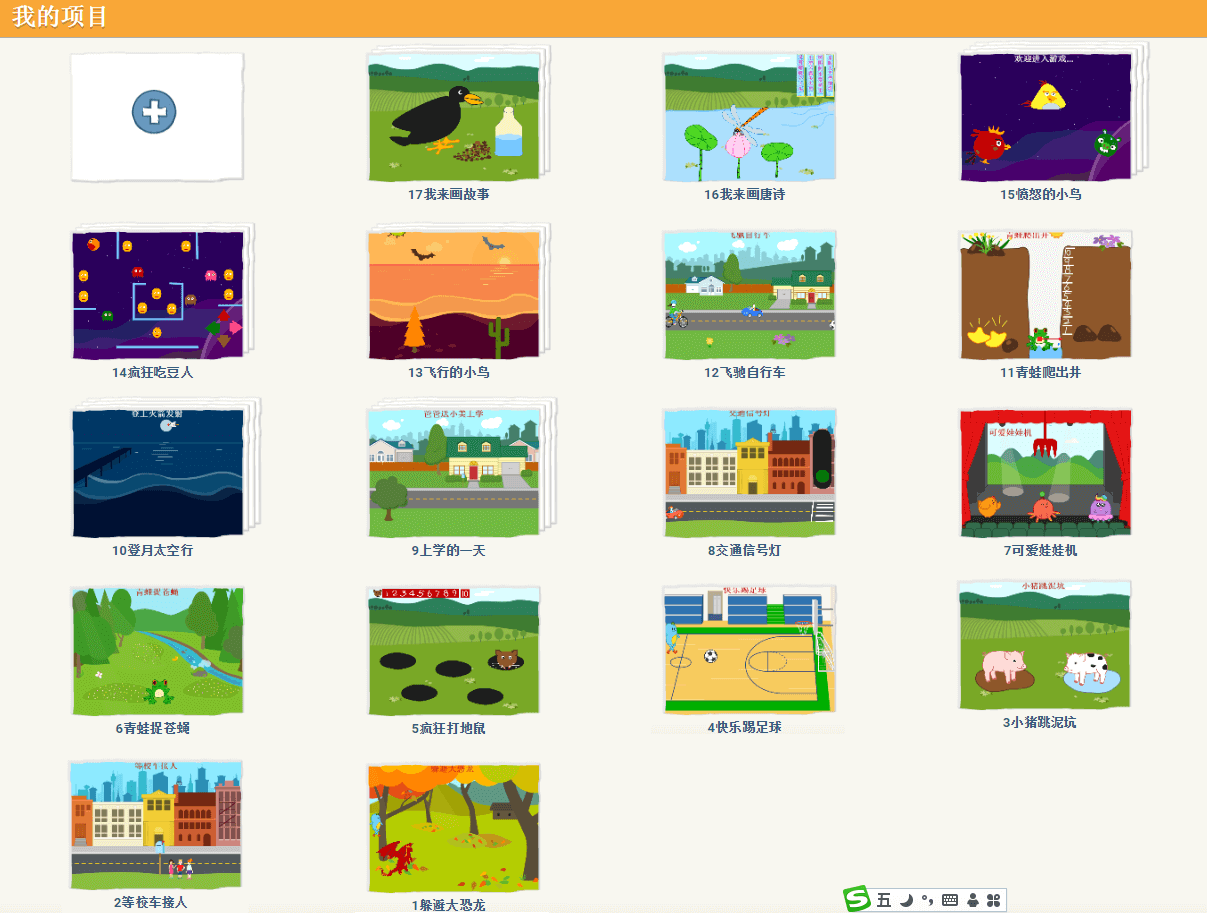 我的项目
欢迎进入游戏...
17我来画故事
16我来画唐诗
15愤怒的小鸟
飞驰自行车
青蛙爬出井
14疯狂吃豆人
13飞行的小鸟
12飞驰自行车
11青蛙爬出井
登上火箭发射
爸爸送小美上学
交通信号灯
可爱娃娃机
10登月太空行
9上学的一天
8交通信号灯
7可爱娃娃机
青蛙捉苍蝇
1 2 3 4 5 6 7 8 9 10
快乐踢足球
小猪跳泥坑
6青蛙捉苍蝇
5疯狂打地鼠
4快乐踢足球
3小猪跳泥坑
等校车接人
躲避大恐龙
2等校车接人
1躲避大恐龙
五